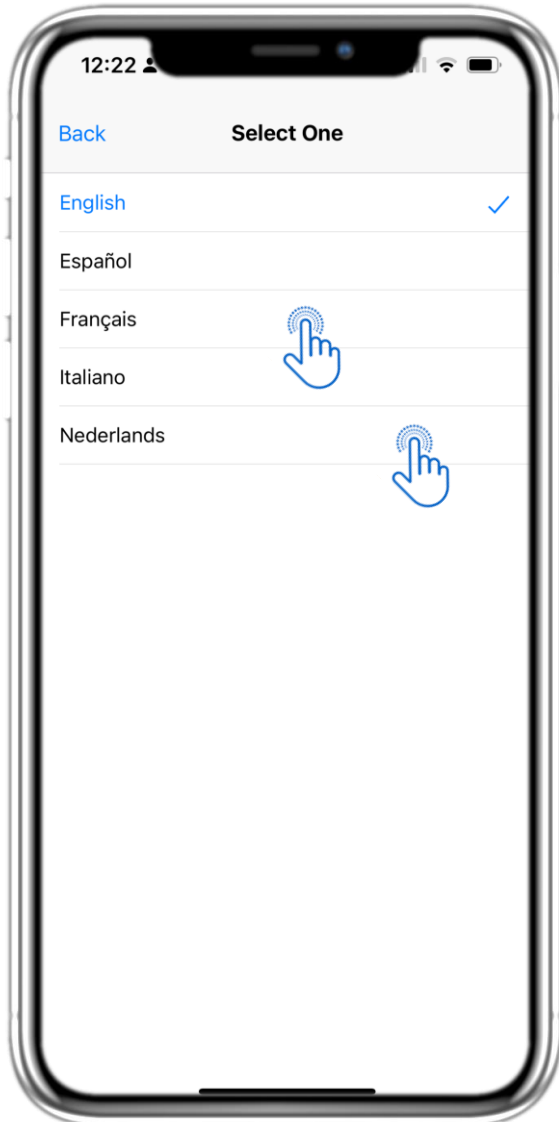 12:22
Back Select One
English
Español
Français
Italiano
Nederlands